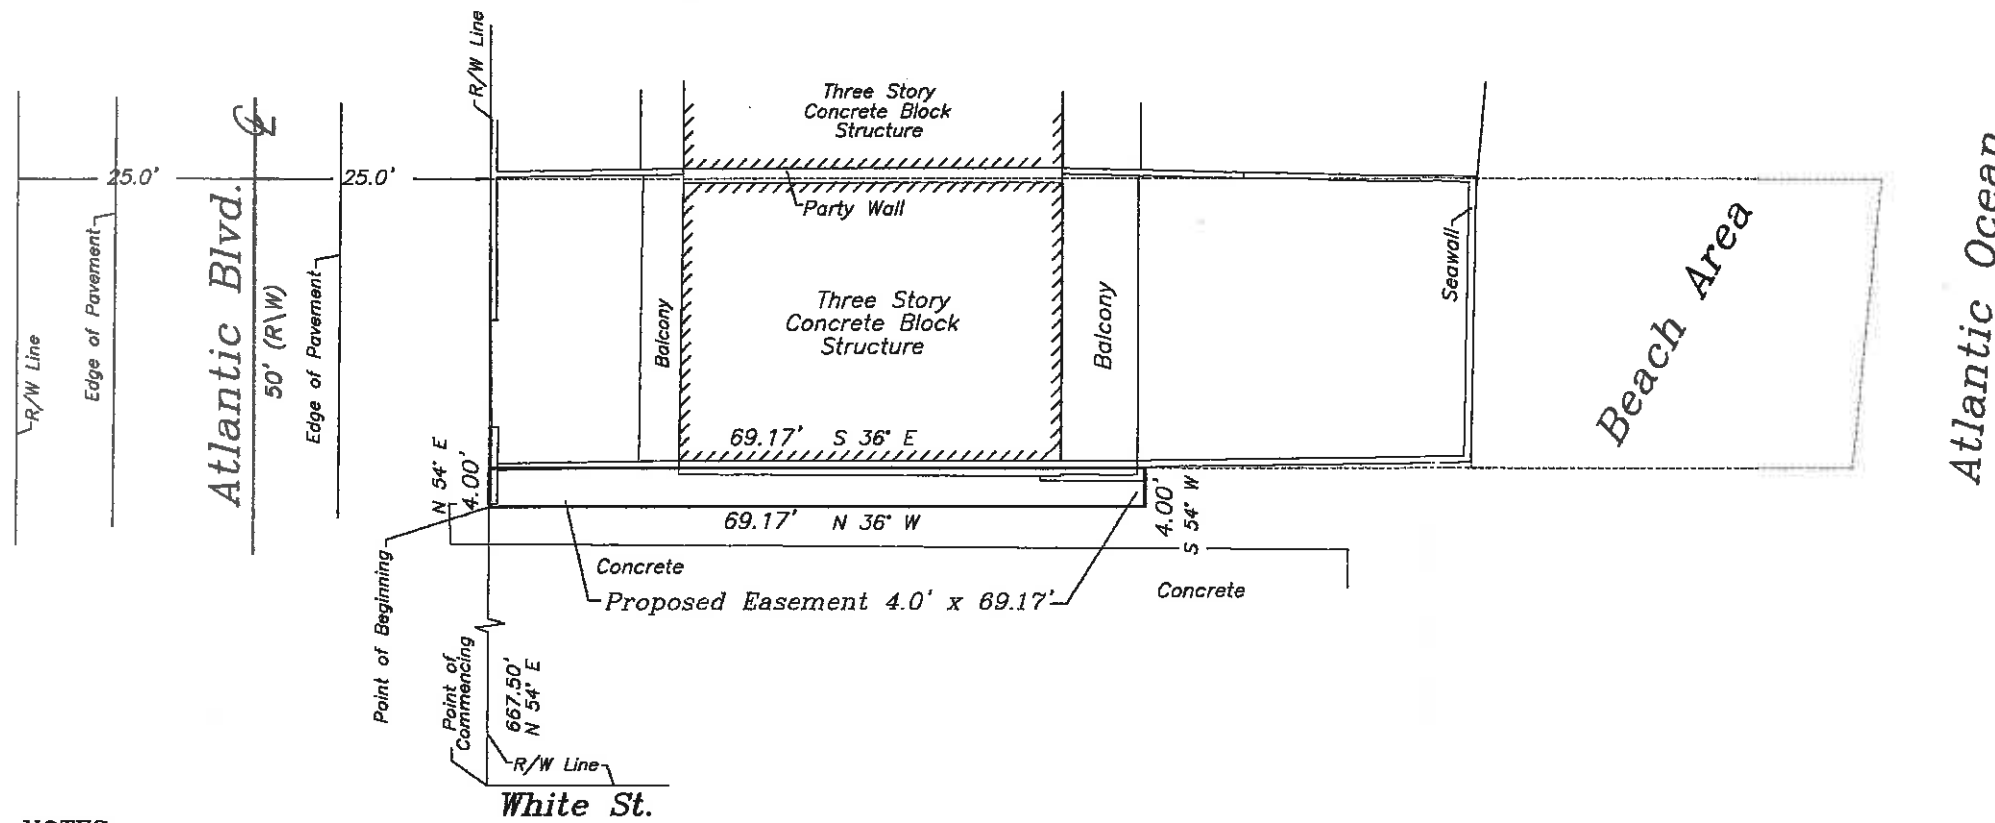 R/W Line
Three Story
Concrete Block
Structure
25.0'
25.0'
Party Wall
Edge of Pavement
Atlantic Blvd.
50' (R\W)
Edge of Pavement
R/W Line
Balcony
Three Story
Concrete Block
Structure
Balcony
Seawall
Beach Area
Atlantic Ocean
69.17' S 36° E
N 54° E
4.00'
69.17' N 36° W
4.00'
S 54° W
Concrete
Concrete
Proposed Easement 4.0' x 69.17'
Point of Beginning
Point of
Commencing
667.50'
N 54° E
R/W Line
White St.
NOTES